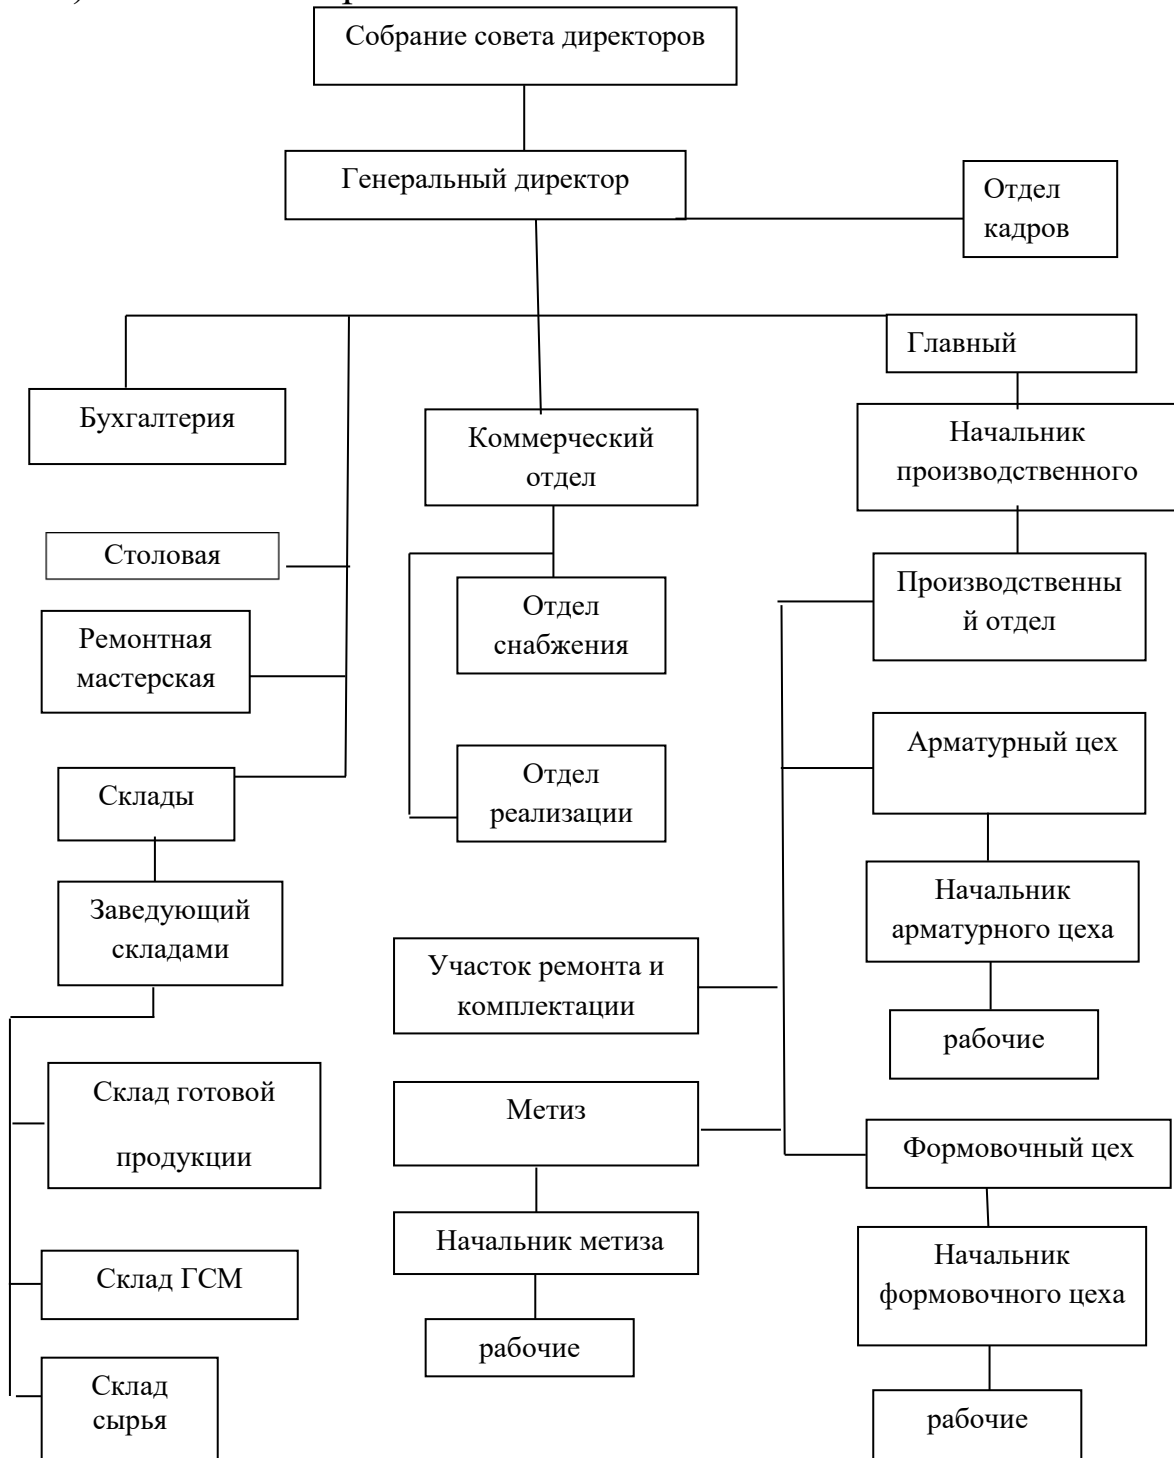 Собрание совета директоров
Генеральный директор
Отдел
кадров
Главный
Бухгалтерия
Коммерческий
отдел
Начальник
производственного
Столовая
Ремонтная
мастерская
Отдел
снабжения
Производственны
й отдел
Склады
Отдел
реализации
Арматурный цех
Заведующий
складами
Начальник
арматурного цеха
Участок ремонта и
комплектации
рабочие
Склад готовой
продукции
Метиз
Формовочный цех
Начальник метиза
Начальник
формовочного цеха
Склад ГСМ
рабочие
Склад
сырья
рабочие